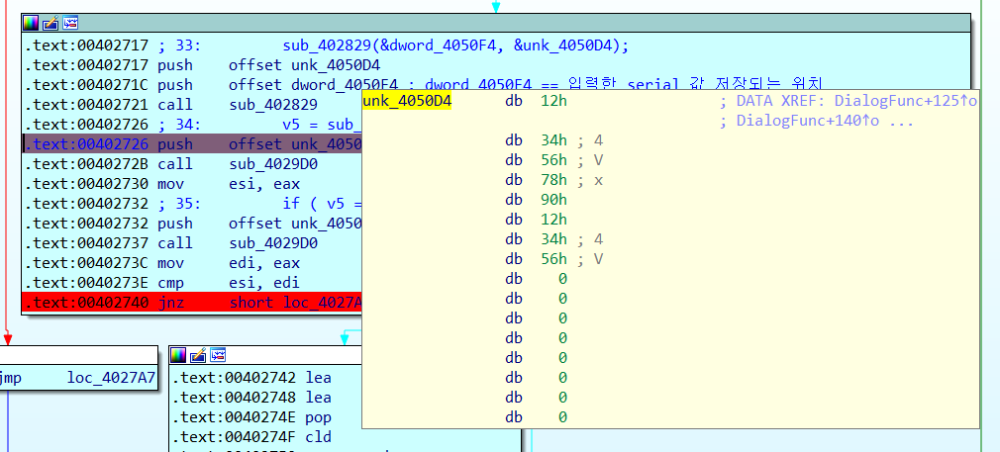 .text:00402717 ; 33:        sub_402829(&dword_4050F4, &unk_4050D4);
.text:00402717 push    offset unk_4050D4
.text:0040271C push    offset dword_4050F4 ; dword_4050F4 == 입력한 serial 값 저장되는 위치
.text:00402721 call    sub_402829
.text:00402726 ; 34:        v5 = sub_
.text:00402726 push    offset unk_4050
.text:0040272B call    sub_4029D0
.text:00402730 mov     esi, eax
.text:00402732 ; 35:        if ( v5 =
.text:00402732 push    offset unk_4050
.text:00402737 call    sub_4029D0
.text:0040273C mov     edi, eax
.text:0040273E cmp     esi, edi
.text:00402740 jnz     short loc_4027A
unk_4050D4      db  12h                 ; DATA XREF: DialogFunc+125↑o
; DialogFunc+140↑o ...
db  34h ; 4
db  56h ; V
db  78h ; x
db  90h
db  12h
db  34h ; 4
db  56h ; V
db    0
db    0
db    0
db    0
db    0
db    0
db    0
db    0
jmp     loc_4027A7
.text:00402742 lea
.text:00402748 lea
.text:0040274E pop
.text:0040274F cld